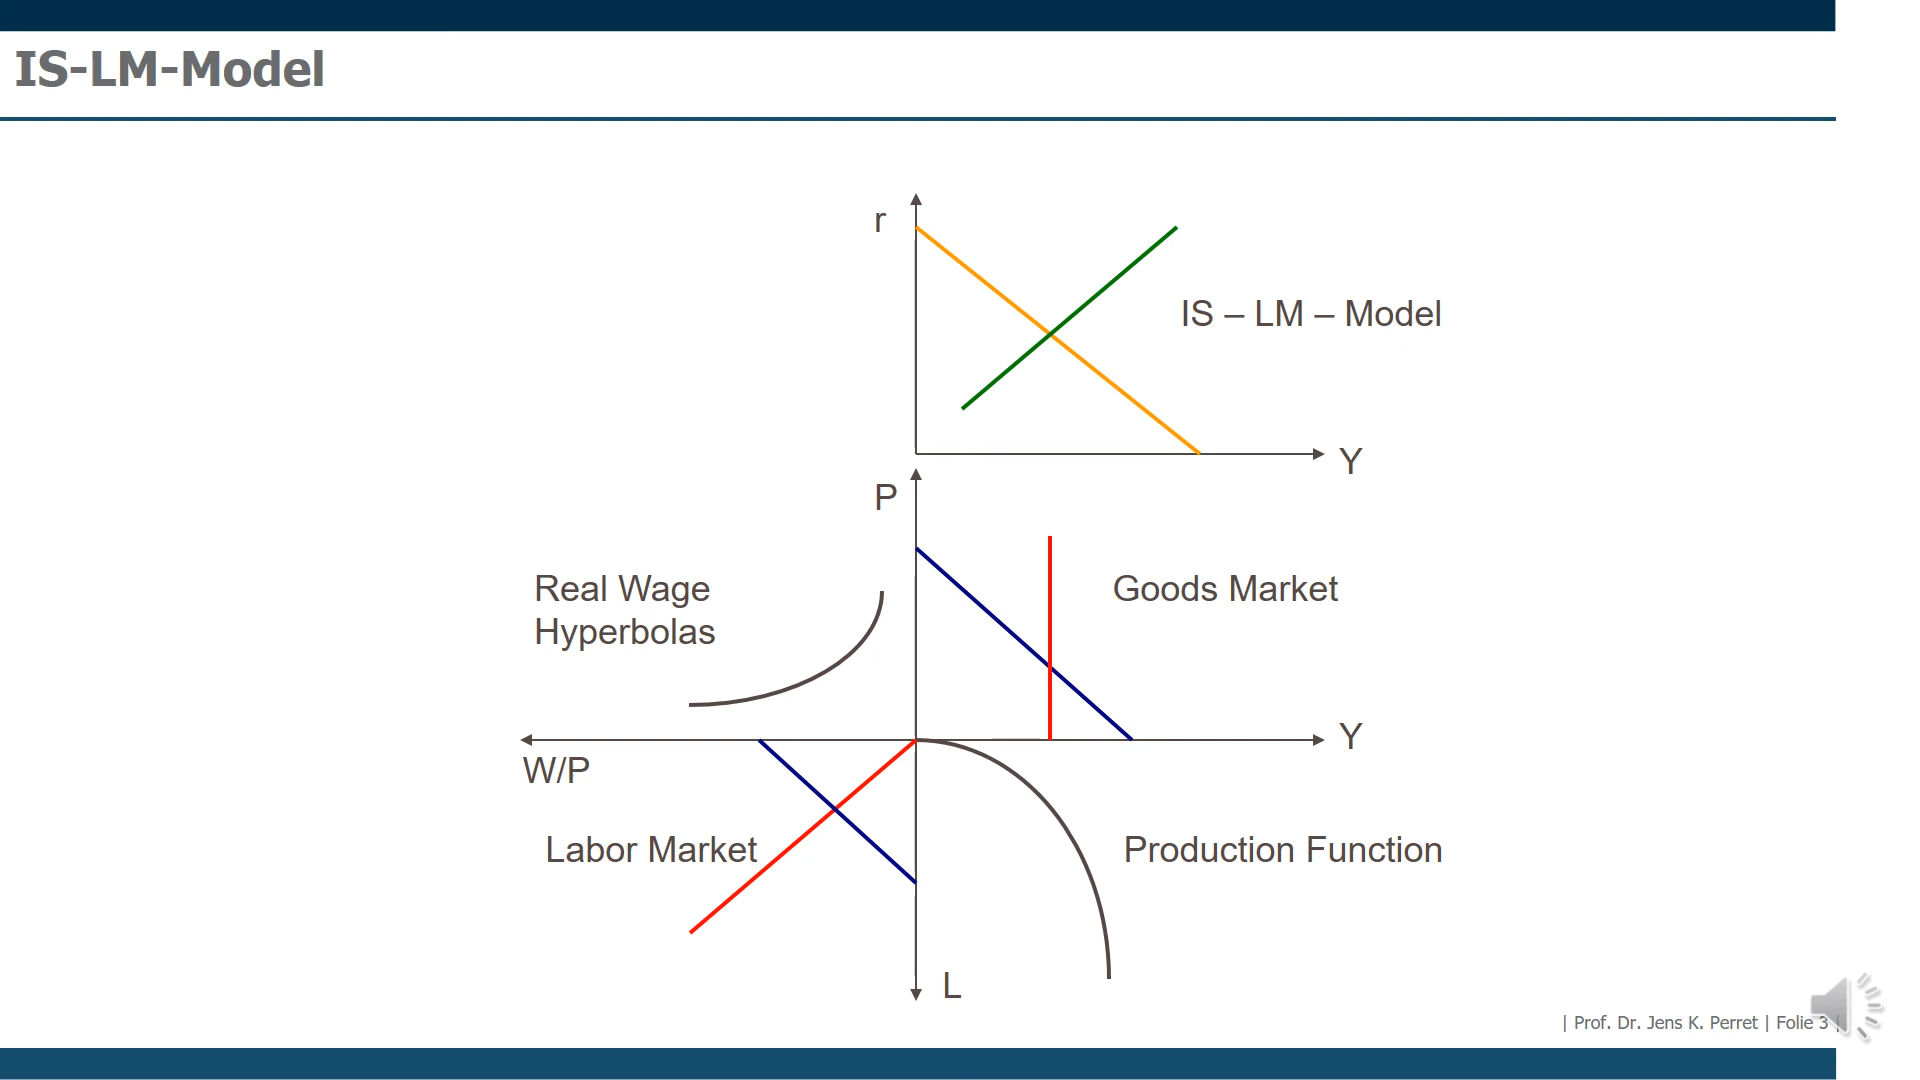 IS-LM-Model
r
IS – LM – Model
Y
P
Real Wage
Hyperbolas
Goods Market
Y
W/P
Labor Market
Production Function
L
| Prof. Dr. Jens K. Perret | Folie 3 |